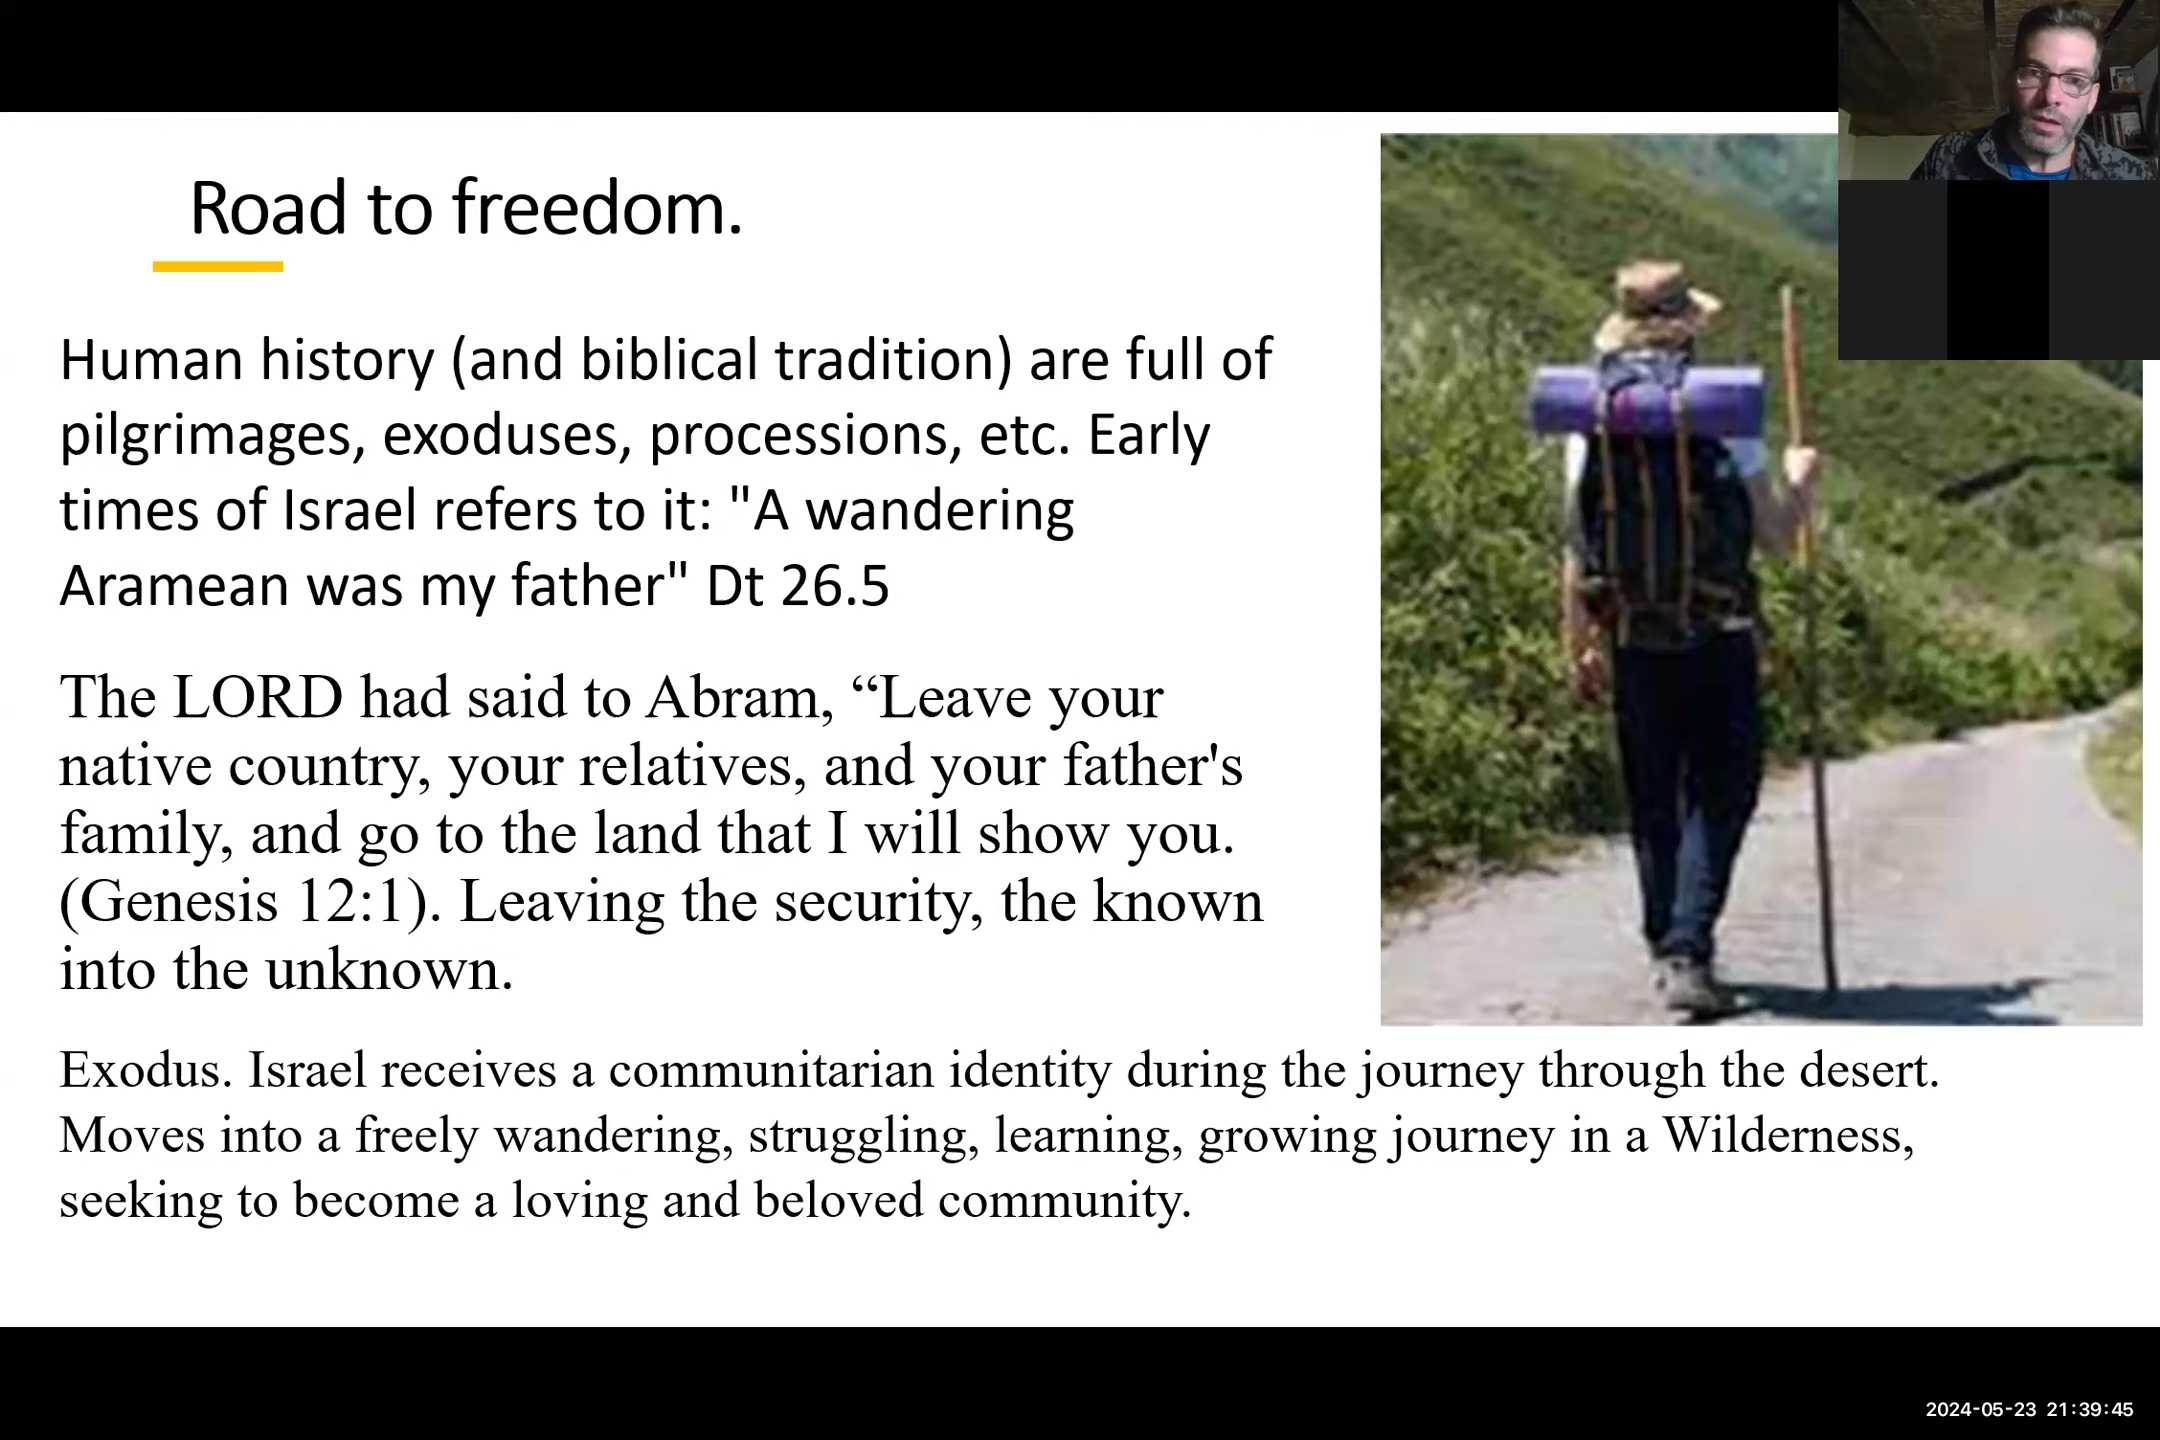 Road to freedom.
Human history (and biblical tradition) are full of
pilgrimages, exoduses, processions, etc. Early
times of Israel refers to it: "A wandering
Aramean was my father" Dt 26.5
The LORD had said to Abram, “Leave your
native country, your relatives, and your father's
family, and go to the land that I will show you.
(Genesis 12:1). Leaving the security, the known
into the unknown.
Exodus. Israel receives a communitarian identity during the journey through the desert.
Moves into a freely wandering, struggling, learning, growing journey in a Wilderness,
seeking to become a loving and beloved community.
2024-05-23 21:39:45